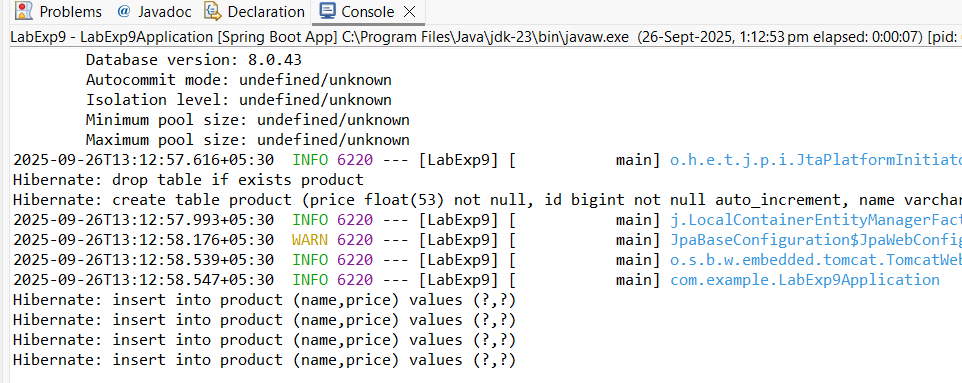 Problems @ Javadoc Declaration Console
LabExp9 - LabExp9Application [Spring Boot App] C:\Program Files\Java\jdk-23\bin\javaw.exe (26-Sept-2025, 1:12:53 pm elapsed: 0:00:07) [pid:
Database version: 8.0.43
Autocommit mode: undefined/unknown
Isolation level: undefined/unknown
Minimum pool size: undefined/unknown
Maximum pool size: undefined/unknown
2025-09-26T13:12:57.616+05:30  INFO 6220 --- [LabExp9] [           main] o.h.e.t.j.p.i.JtaPlatformInitiato
Hibernate: drop table if exists product
Hibernate: create table product (price float(53) not null, id bigint not null auto_increment, name varchar
2025-09-26T13:12:57.993+05:30  INFO 6220 --- [LabExp9] [           main] j.LocalContainerEntityManagerFact
2025-09-26T13:12:58.176+05:30  WARN 6220 --- [LabExp9] [           main] JpaBaseConfiguration$JpaWebConfig
2025-09-26T13:12:58.539+05:30  INFO 6220 --- [LabExp9] [           main] o.s.b.w.embedded.tomcat.TomcatWeb
2025-09-26T13:12:58.547+05:30  INFO 6220 --- [LabExp9] [           main] com.example.LabExp9Application
Hibernate: insert into product (name,price) values (?,?)
Hibernate: insert into product (name,price) values (?,?)
Hibernate: insert into product (name,price) values (?,?)
Hibernate: insert into product (name,price) values (?,?)